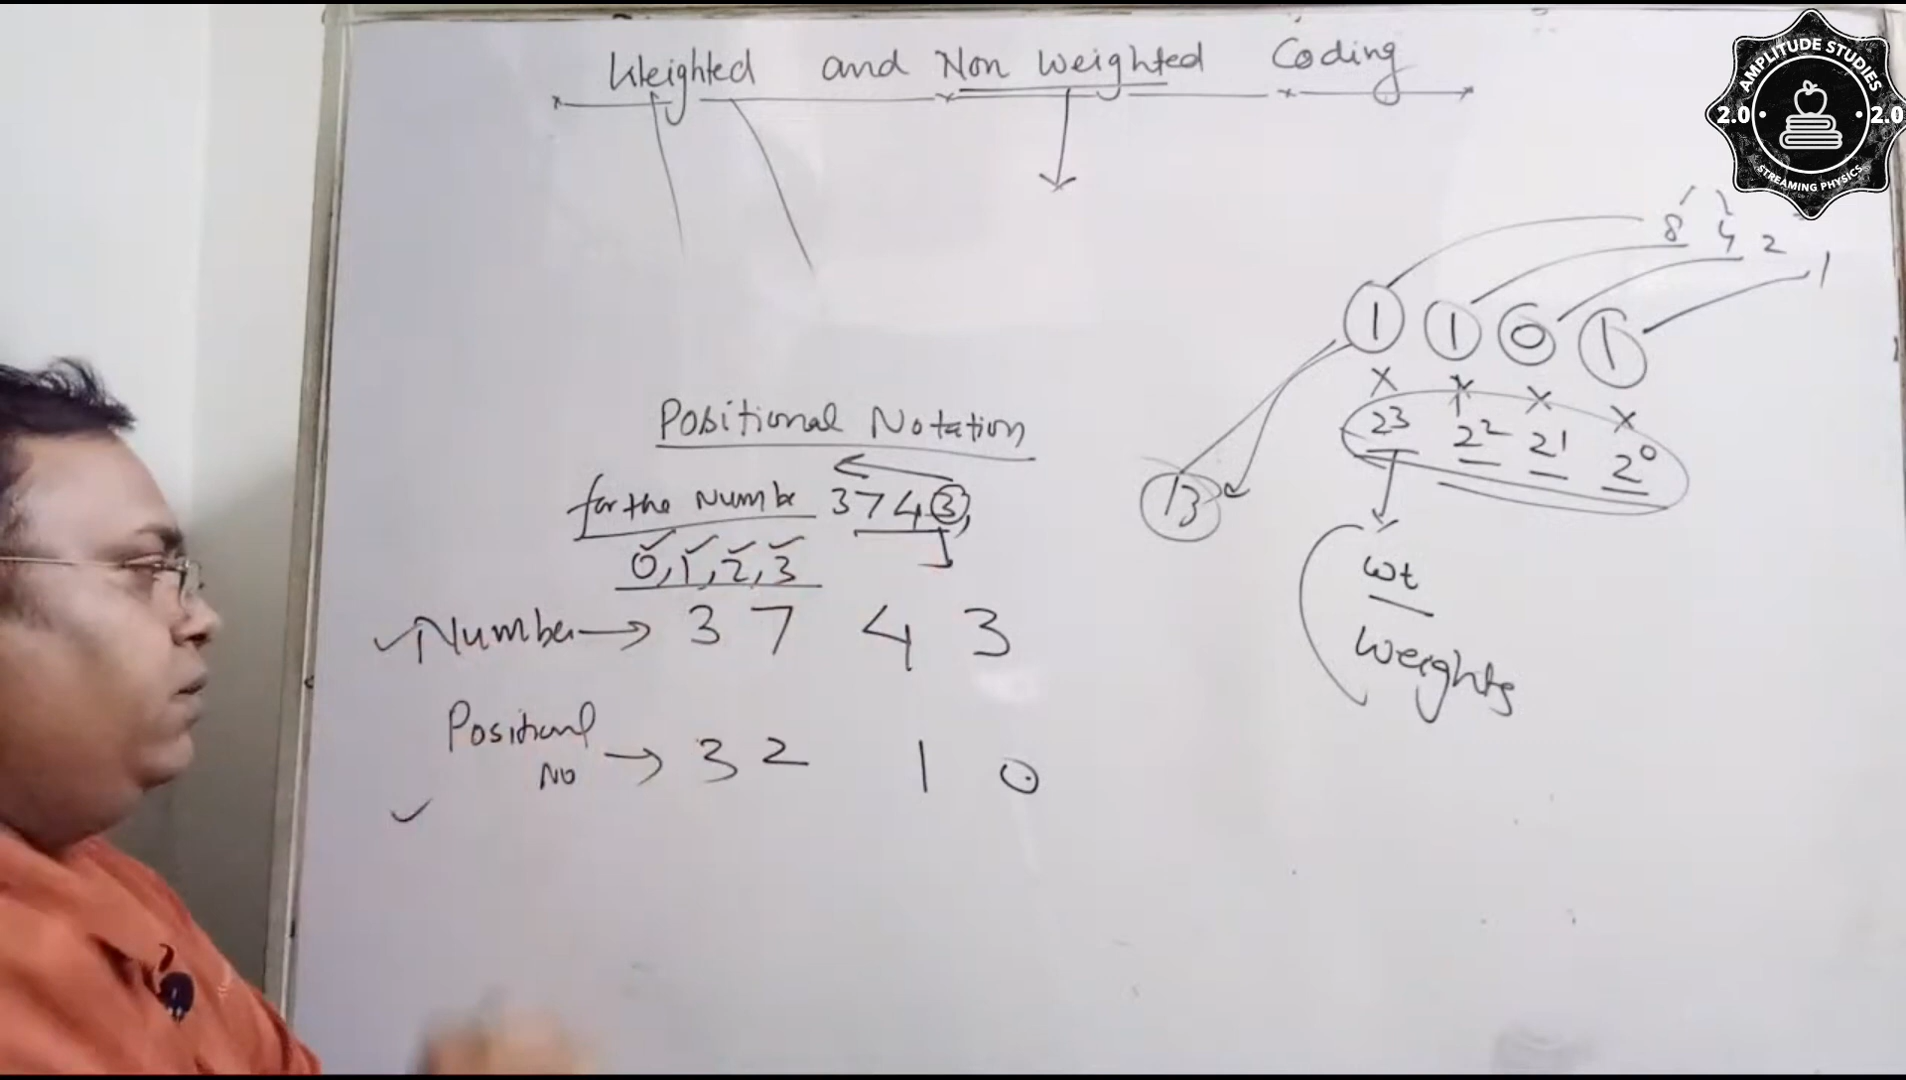 Weighted and Non Weighted Coding
AMPLITUDE STUDIES
2.0 2.0
STREAMING PHYSICS
8 4 2 1
1 1 0 1
x x x x
2³ 2² 2¹ 2⁰
13
wt
Weights
Positional Notation
for the Numbe 3743,
0,1,2,3
Number → 3 7 4 3
Positional
No → 3 2 1 0